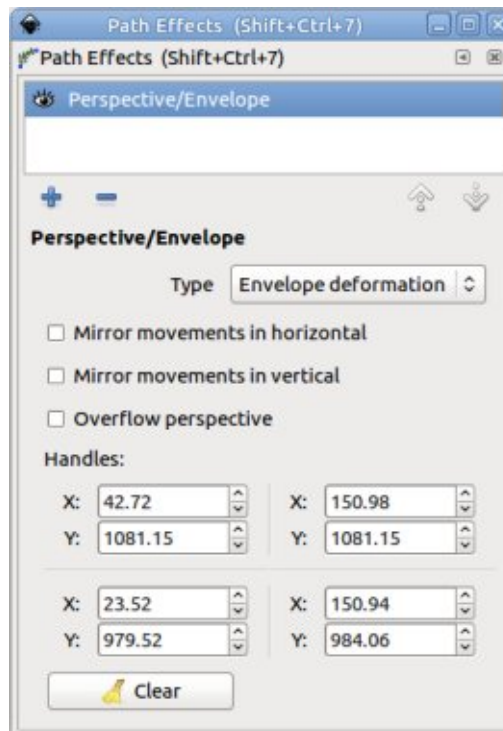 Path Effects (Shift+Ctrl+7)
Path Effects (Shift+Ctrl+7)
Perspective/Envelope
Perspective/Envelope
Type Envelope deformation
Mirror movements in horizontal
Mirror movements in vertical
Overflow perspective
Handles:
X: 42.72 X: 150.98
Y: 1081.15 Y: 1081.15
X: 23.52 X: 150.94
Y: 979.52 Y: 984.06
Clear